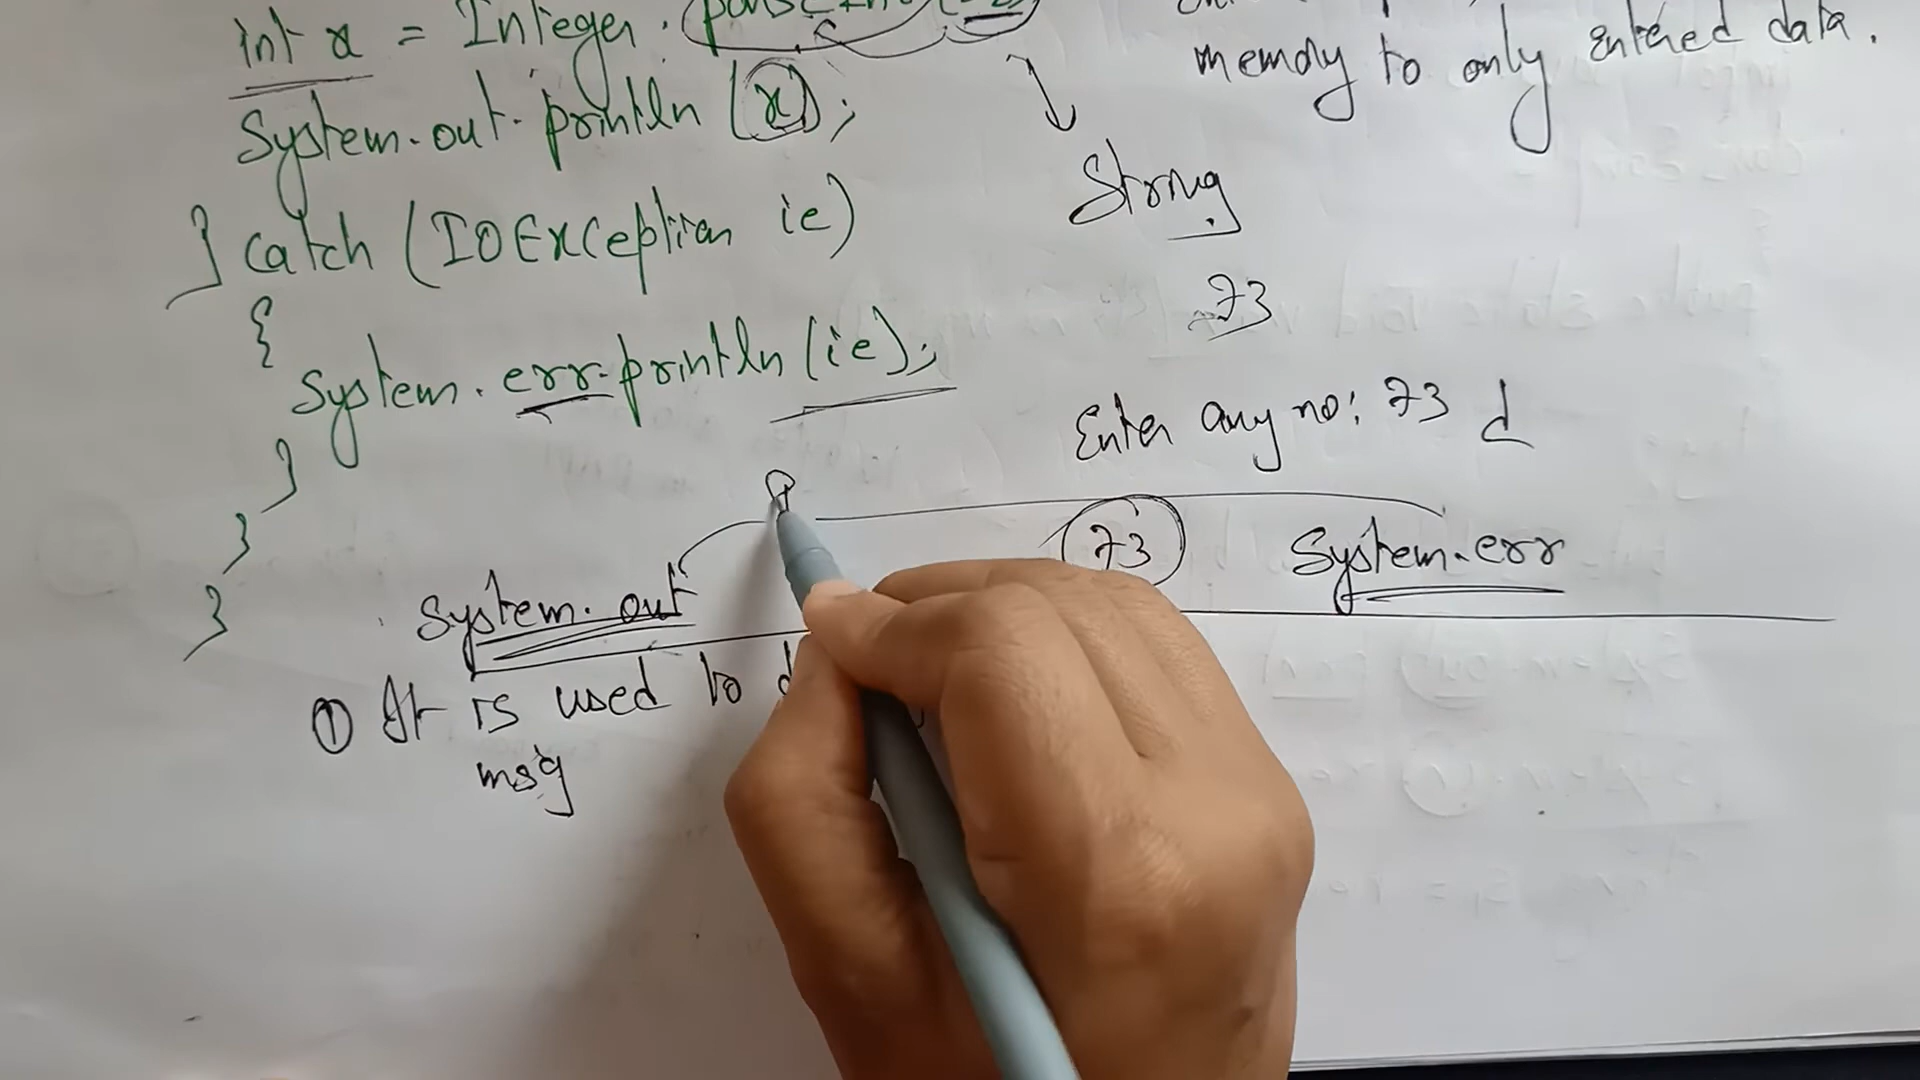 int x = Integer.
System.out.println(x);
} catch (IOException ie)
{
System.err.println(ie);
}
}
}
memory to only entered data.
String
73
Enter any no: 73
73
System.out
System.err
① It is used to
msg